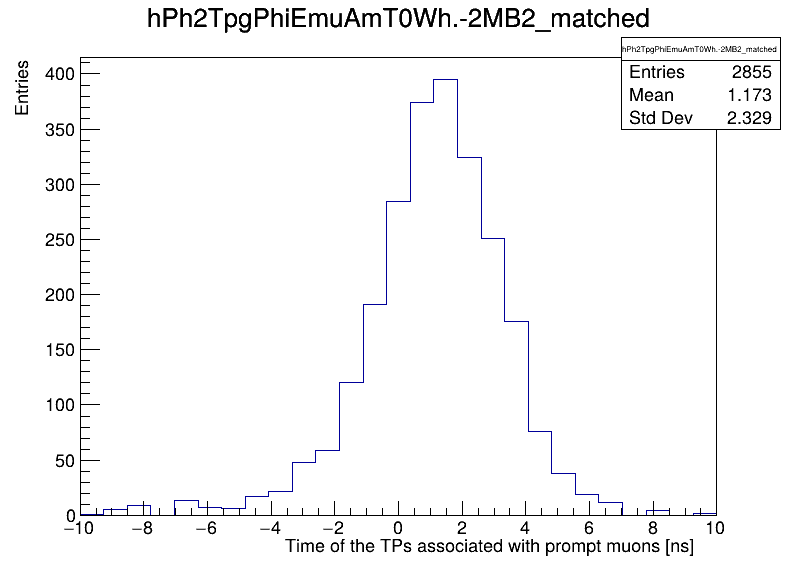 hPh2TpgPhiEmuAmT0Wh.-2MB2_matched
hPh2TpgPhiEmuAmT0Wh.-2MB2_matched
Entries 2855
Mean 1.173
Std Dev 2.329
Entries
400
350
300
250
200
150
100
50
0
−10 −8 −6 −4 −2 0 2 4 6 8 10
Time of the TPs associated with prompt muons [ns]